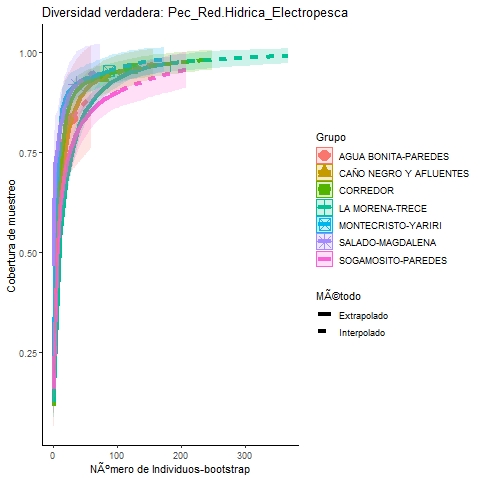 Diversidad verdadera: Pec_Red.Hidrica_Electropesca
1.00
0.75
0.50
0.25
Cobertura de muestreo
0 100 200 300
NÃºmero de Individuos-bootstrap
Grupo
AGUA BONITA-PAREDES
CAÑO NEGRO Y AFLUENTES
CORREDOR
LA MORENA-TRECE
MONTECRISTO-YARIRI
SALADO-MAGDALENA
SOGAMOSITO-PAREDES
MÃ©todo
Extrapolado
Interpolado